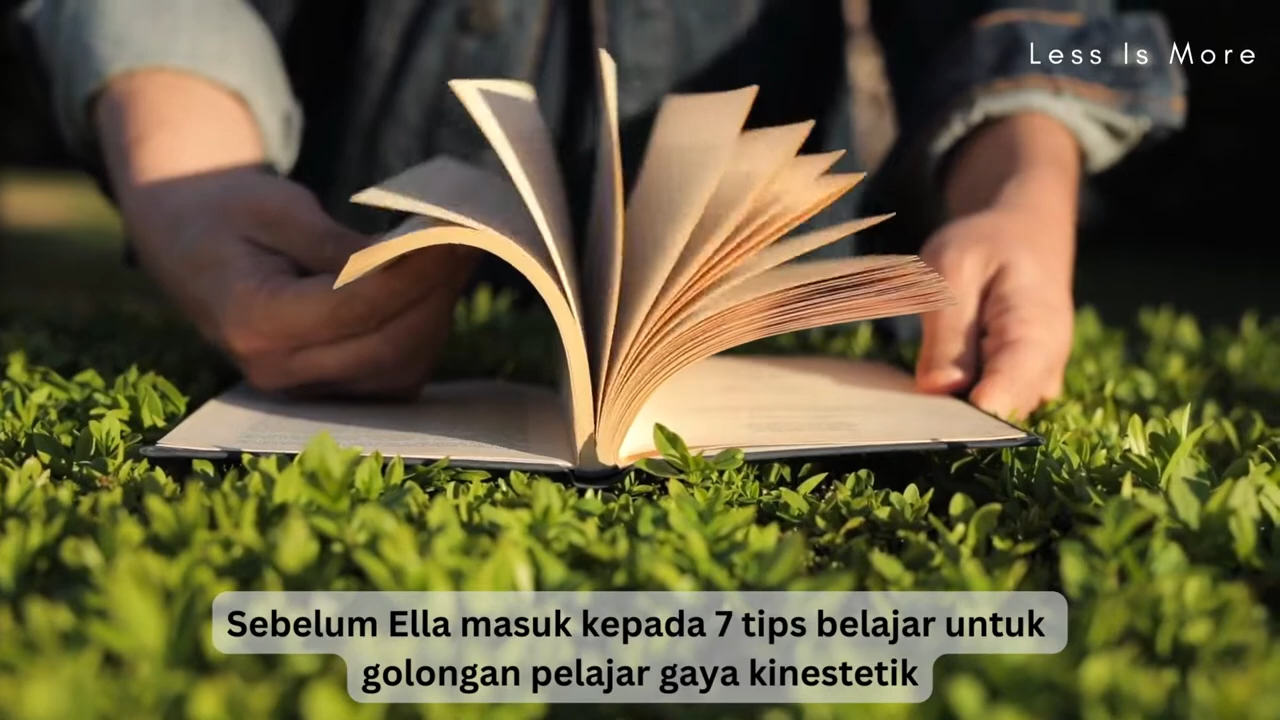 Less Is More
Sebelum Ella masuk kepada 7 tips belajar untuk
golongan pelajar gaya kinestetik